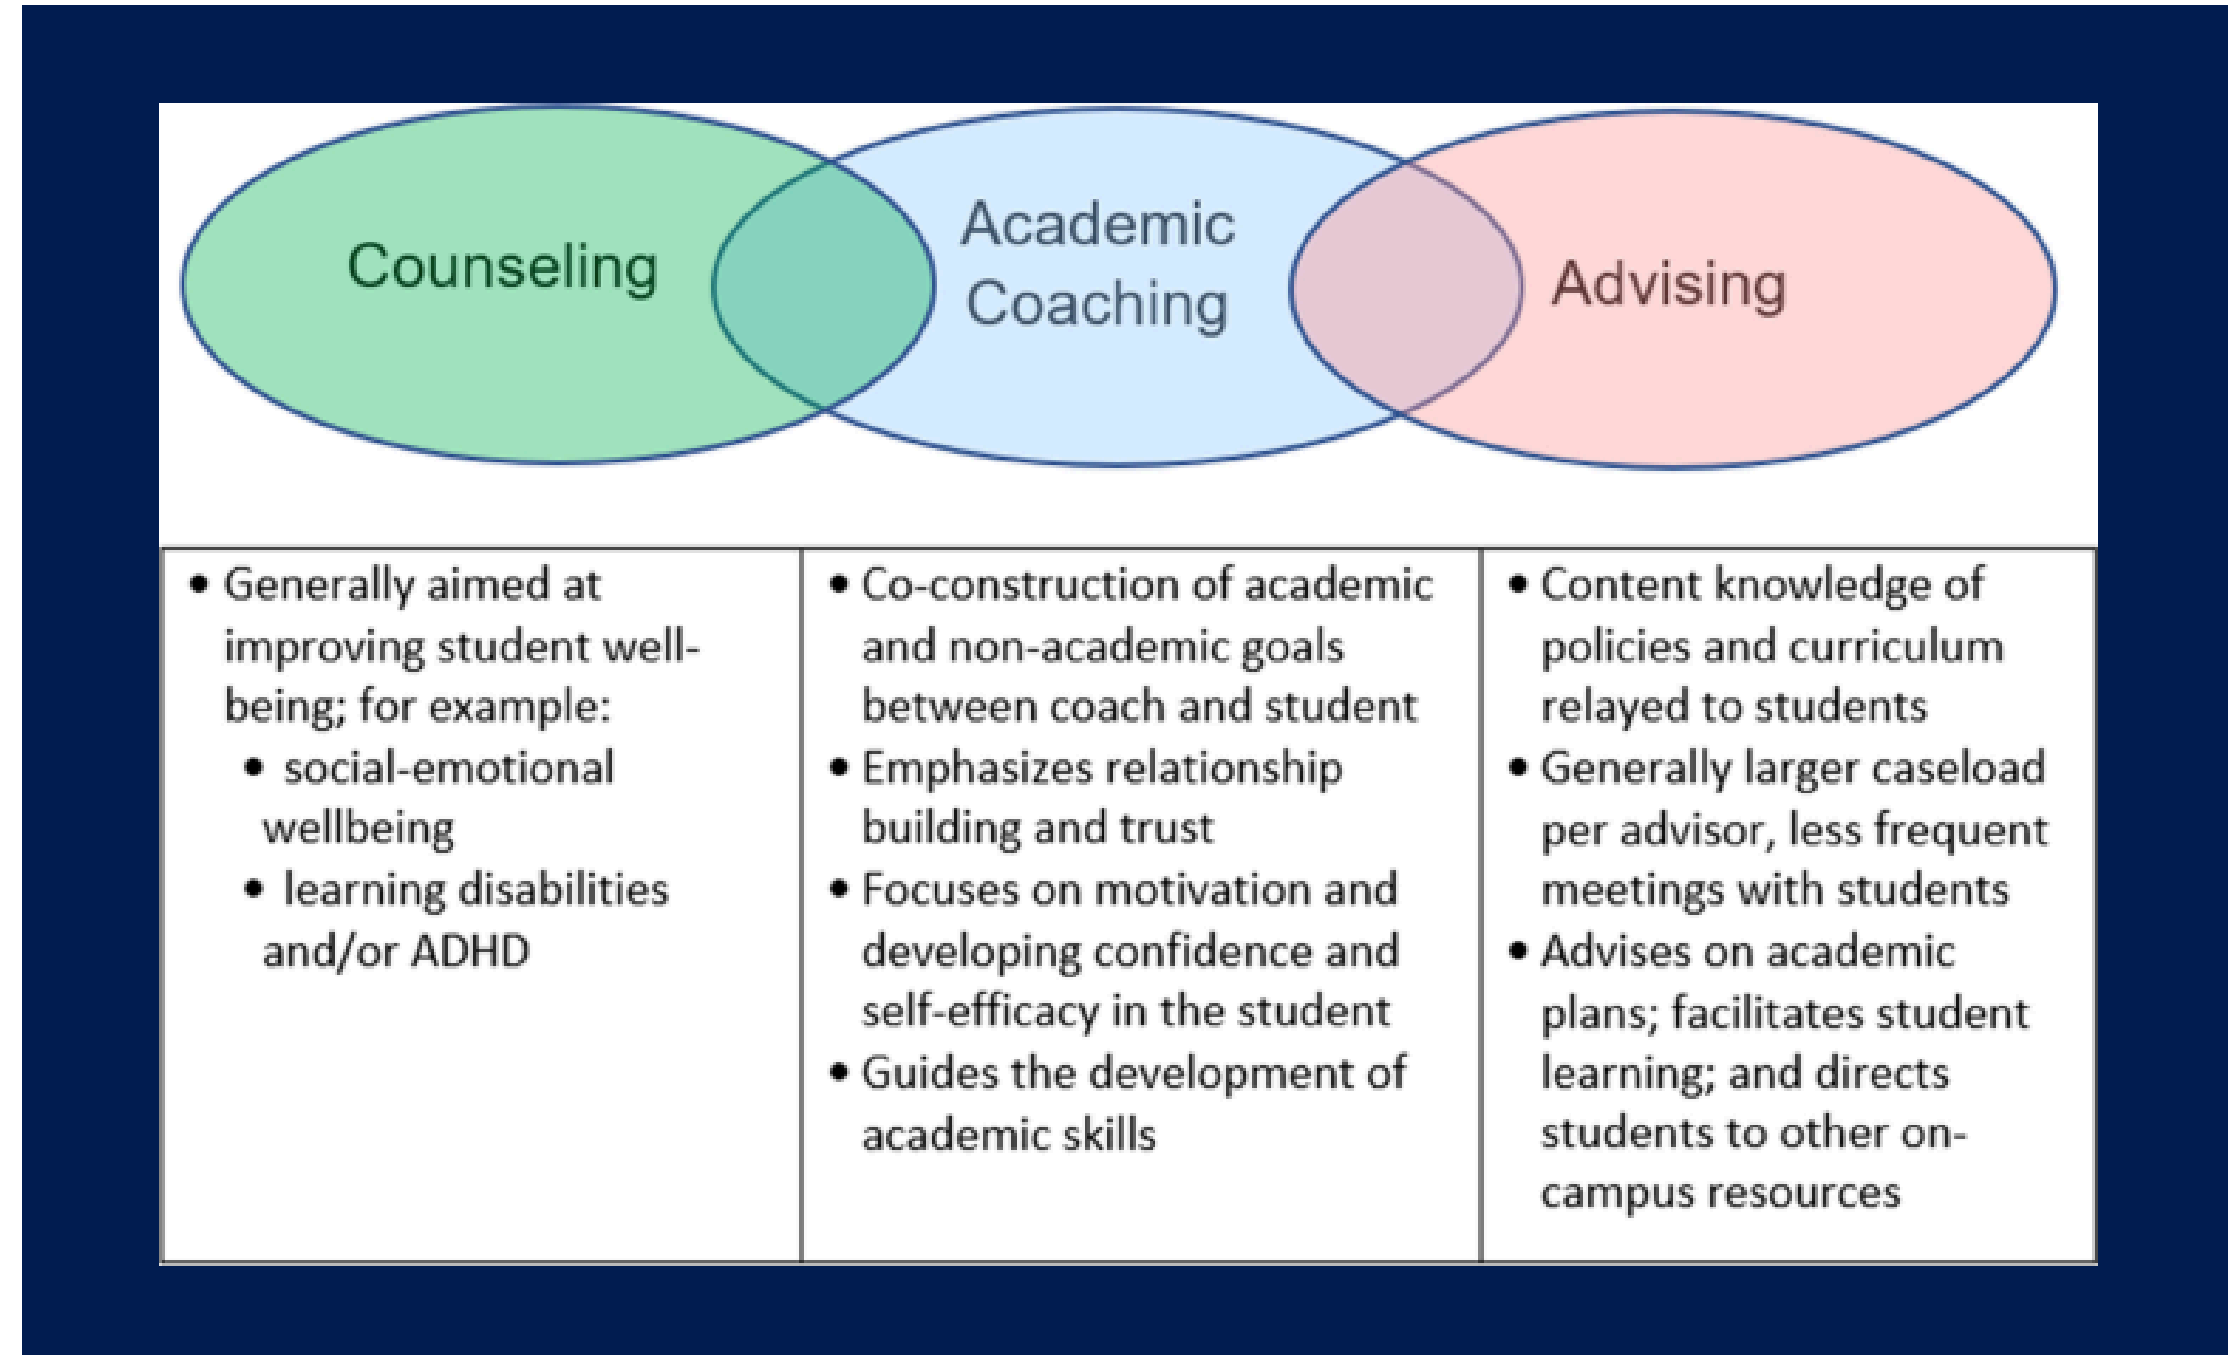 Counseling
Academic
Coaching
Advising
• Generally aimed at
improving student well-
being; for example:
• social-emotional
wellbeing
• learning disabilities
and/or ADHD
• Co-construction of academic
and non-academic goals
between coach and student
• Emphasizes relationship
building and trust
• Focuses on motivation and
developing confidence and
self-efficacy in the student
• Guides the development of
academic skills
• Content knowledge of
policies and curriculum
relayed to students
• Generally larger caseload
per advisor, less frequent
meetings with students
• Advises on academic
plans; facilitates student
learning; and directs
students to other on-
campus resources